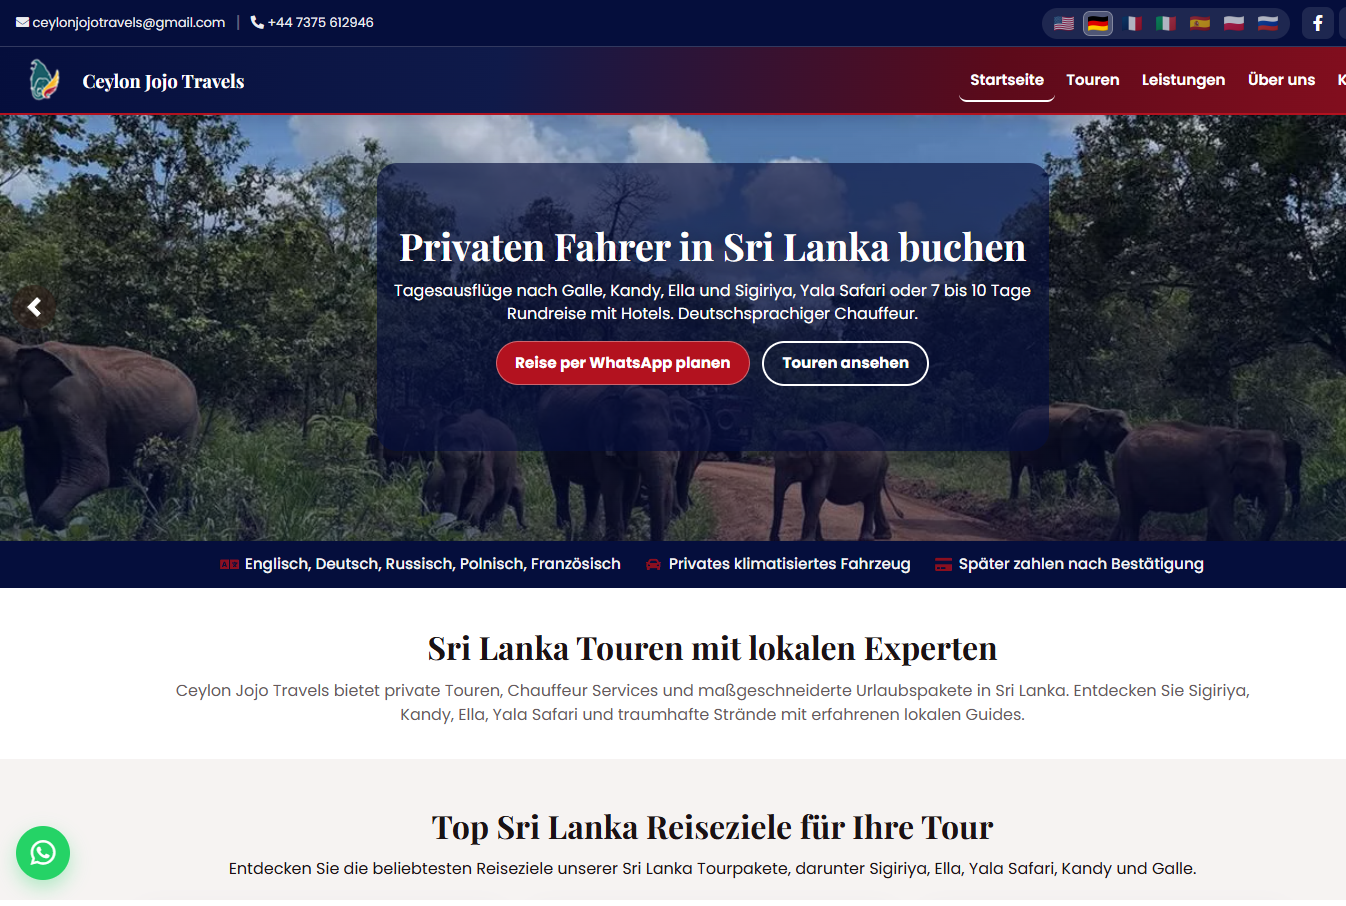 ceylonjojotravels@gmail.com | +44 7375 612946
Ceylon Jojo Travels
Startseite Touren Leistungen Über uns
Privaten Fahrer in Sri Lanka buchen
Tagesausflüge nach Galle, Kandy, Ella und Sigiriya, Yala Safari oder 7 bis 10 Tage
Rundreise mit Hotels. Deutschsprachiger Chauffeur.
Reise per WhatsApp planen Touren ansehen
Englisch, Deutsch, Russisch, Polnisch, Französisch Privates klimatisiertes Fahrzeug Später zahlen nach Bestätigung
Sri Lanka Touren mit lokalen Experten
Ceylon Jojo Travels bietet private Touren, Chauffeur Services und maßgeschneiderte Urlaubspakete in Sri Lanka. Entdecken Sie Sigiriya,
Kandy, Ella, Yala Safari und traumhafte Strände mit erfahrenen lokalen Guides.
Top Sri Lanka Reiseziele für Ihre Tour
Entdecken Sie die beliebtesten Reiseziele unserer Sri Lanka Tourpakete, darunter Sigiriya, Ella, Yala Safari, Kandy und Galle.